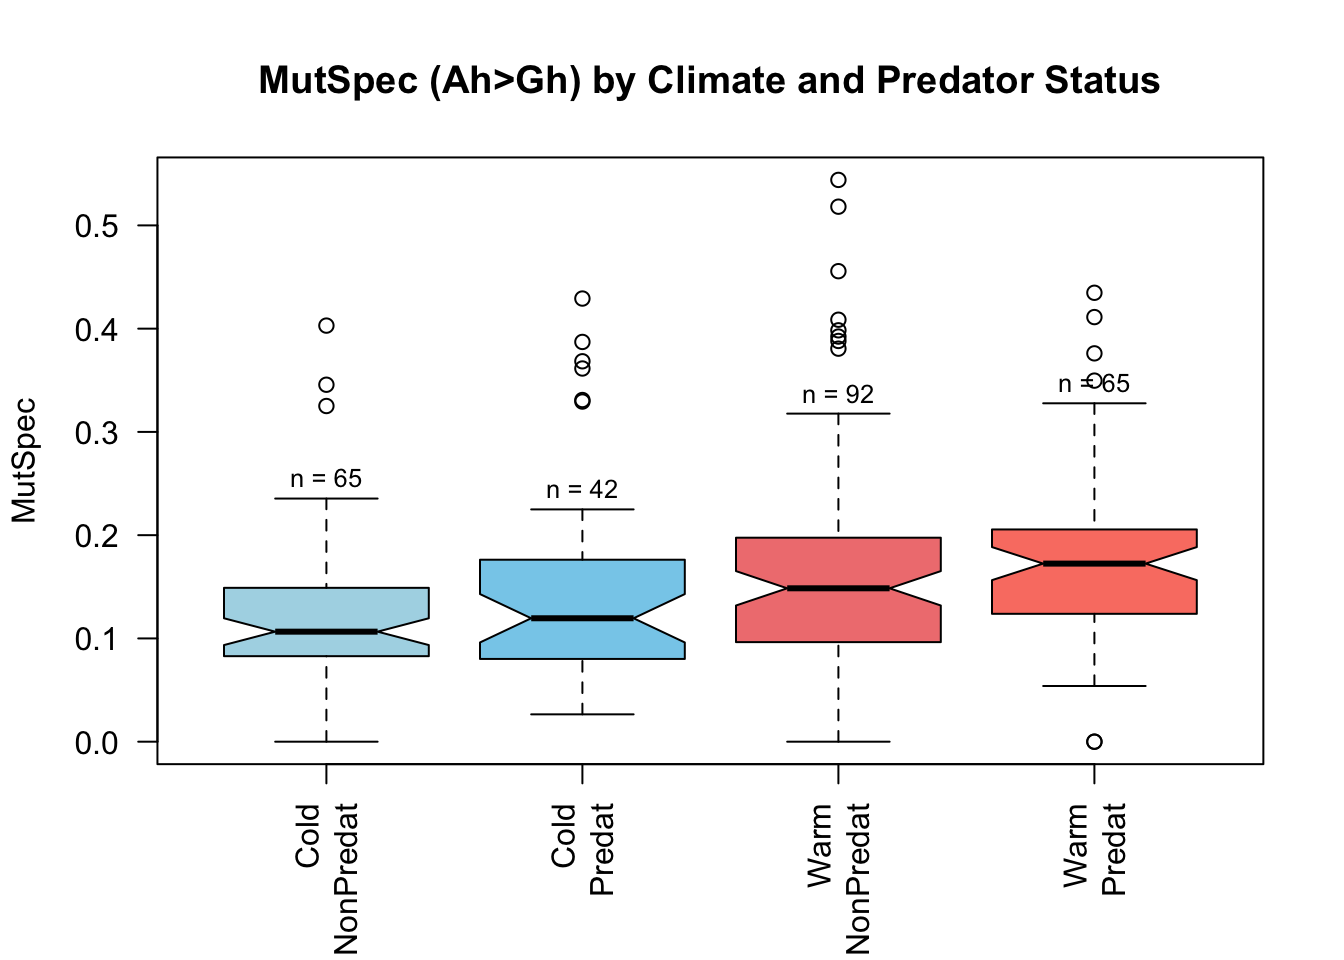 MutSpec (Ah>Gh) by Climate and Predator Status
MutSpec
0.5
0.4
0.3
0.2
0.1
0.0
n = 65
n = 42
n = 92
n = 65
Cold
NonPredat
Cold
Predat
Warm
NonPredat
Warm
Predat